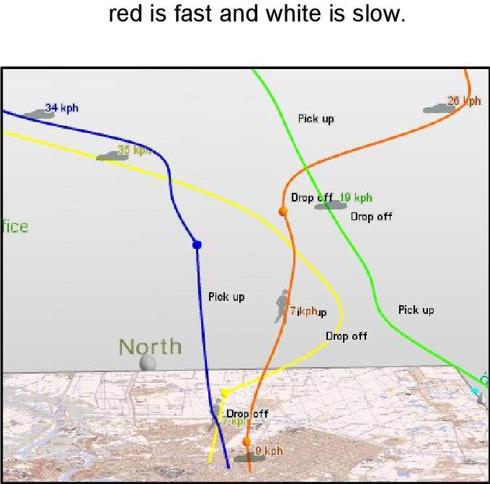 red is fast and white is slow.
34 kph
26 kph
Pick up
35 kph
Drop off
19 kph
Drop off
fice
Pick up
7 kph
Pick up
Drop off
North
Drop off
7 kph
9 kph